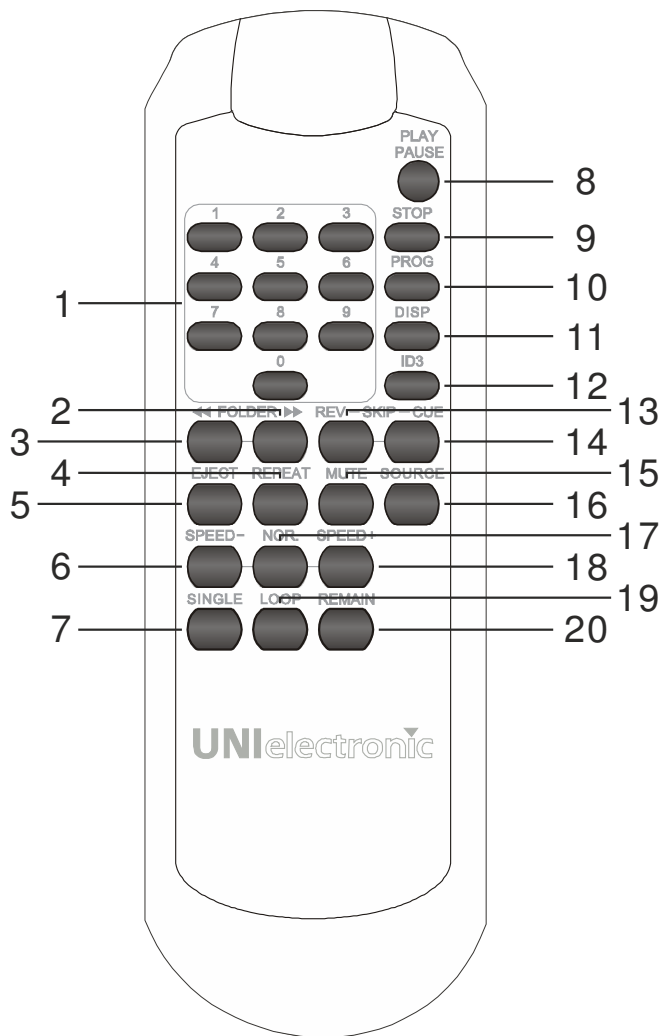 PLAY
PAUSE
8
1 2 3 STOP
9
4 5 6 PROG
1 10
7 8 9 DISP
11
0 ID3
12
2 13
◀◀ FOLDER ▶▶ REV-SKIP-CUE
3 14
4 15
EJECT REPEAT MUTE SOURCE
5 16
17
SPEED- NOR. SPEED+
6 18
SINGLE LOOP REMAIN 19
7 20
UNIelectronic